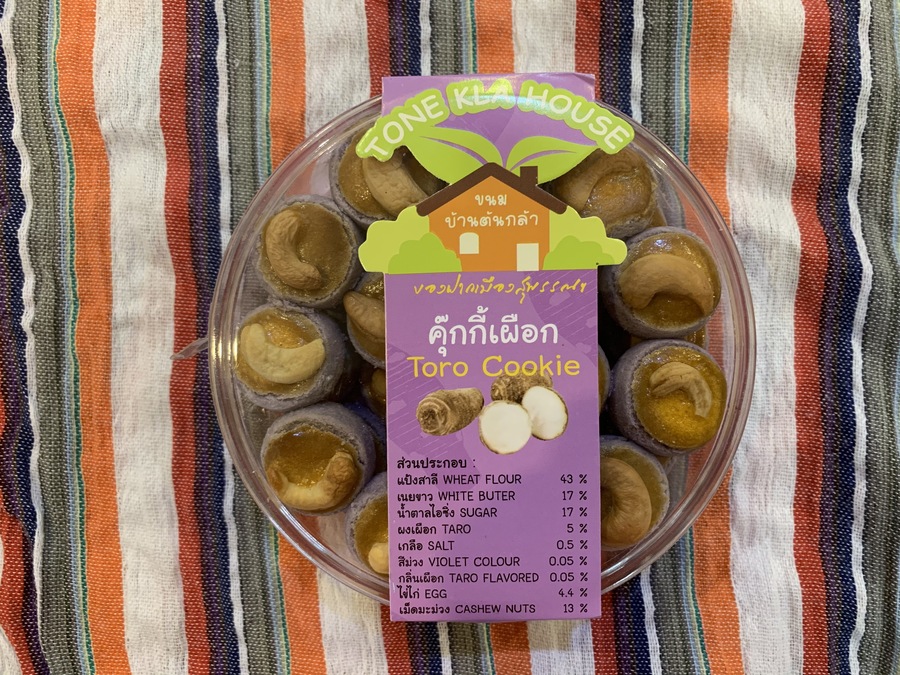 TONE KLA HOUSE
ขนม
บ้านต้นกล้า
ของฝากเมืองสุพรรณฯ
คุ๊กกี้เผือก
Toro Cookie
ส่วนประกอบ :
แป้งสาลี WHEAT FLOUR 43 %
เนยขาว WHITE BUTER 17 %
น้ำตาลไอซิ่ง SUGAR 17 %
ผงเผือก TARO 5 %
เกลือ SALT 0.5 %
สีม่วง VIOLET COLOUR 0.05 %
กลิ่นเผือก TARO FLAVORED 0.05 %
ไข่ไก่ EGG 4.4 %
เม็ดมะม่วง CASHEW NUTS 13 %